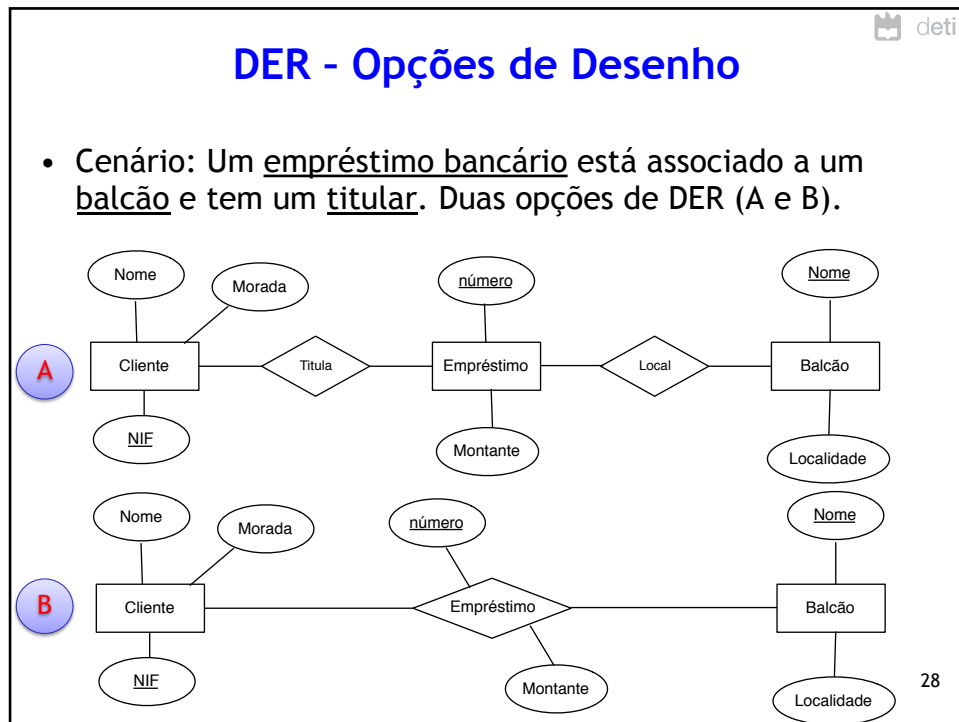 deti
DER – Opções de Desenho
• Cenário: Um empréstimo bancário está associado a um
balcão e tem um titular. Duas opções de DER (A e B).
Nome
Morada
número
Nome
A
Cliente
Titula
Empréstimo
Local
Balcão
NIF
Montante
Localidade
Nome
Morada
número
Nome
B
Cliente
Empréstimo
Balcão
NIF
Montante
Localidade
28